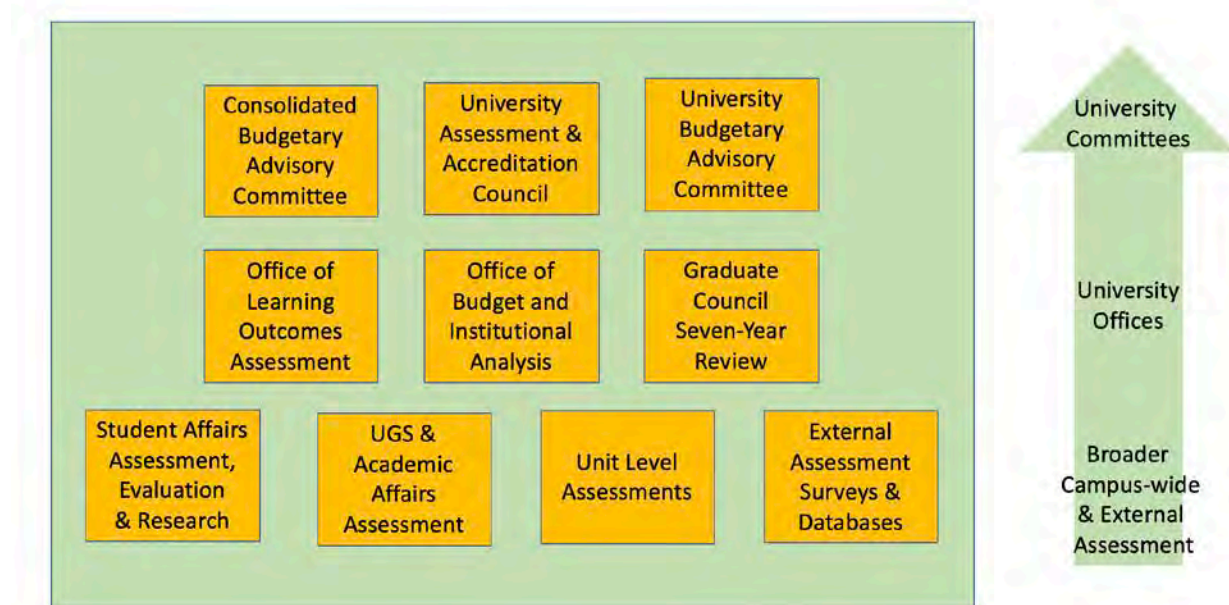 Consolidated
Budgetary
Advisory
Committee
University
Assessment &
Accreditation
Council
University
Budgetary
Advisory
Committee
University
Committees
Office of
Learning
Outcomes
Assessment
Office of
Budget and
Institutional
Analysis
Graduate
Council
Seven-Year
Review
University
Offices
Student Affairs
Assessment,
Evaluation
& Research
UGS &
Academic
Affairs
Assessment
Unit Level
Assessments
External
Assessment
Surveys &
Databases
Broader
Campus-wide
& External
Assessment